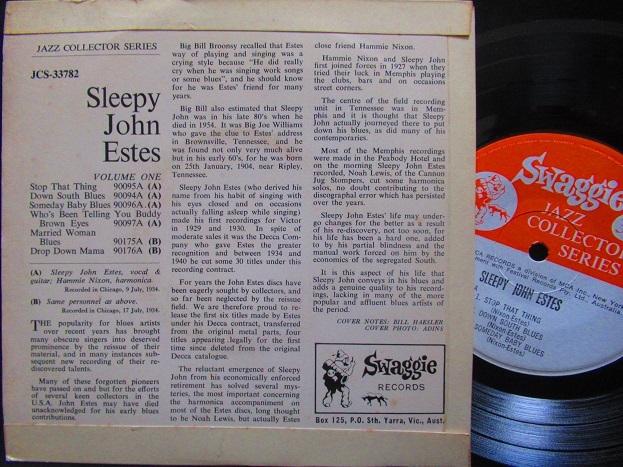 JAZZ COLLECTOR SERIES
JCS-33782
Sleepy
John
Estes
VOLUME ONE
Stop That Thing 90095A (A)
Down South Blues 90094A (A)
Someday Baby Blues 90096A (A)
Who's Been Telling You Buddy
Brown Eyes 90097A (A)
Married Woman
Blues 90175A (B)
Drop Down Mama 90176A (B)
(A) Sleepy John Estes, vocal &
guitar; Hammie Nixon, harmonica.
Recorded in Chicago, 9 July, 1934.
(B) Same personnel as above.
Recorded in Chicago, 17 July, 1934.
THE popularity for blues artists
over recent years has brought
many obscure singers into deserved
prominence by the reissue of their
material, and in many instances sub-
sequent new recording of their re-
discovered talents.
Many of these forgotten pioneers
have passed on and but for the efforts
of several keen collectors in the
U.S.A. John Estes may have died
unacknowledged for his early blues
contributions.
Big Bill Broonsy recalled that Estes
way of playing and singing was a
crying style because "He did really
cry when he was singing work songs
or some blues", and he should know
for he was Estes' friend for many
years.
Big Bill also estimated that Sleepy
John was in his late 80's when he
died in 1954. It was Big Joe Williams
who gave the clue to Estes' address
in Brownsville, Tennessee, and he
was found not only very much alive
but in his early 60's, for he was born
on 25th January, 1904, near Ripley,
Tennessee.
Sleepy John Estes (who derived his
name from his habit of singing with
his eyes closed and on occasions
actually falling asleep while singing)
made his first recordings for Victor
in 1929 and 1930. In spite of
moderate sales it was the Decca Com-
pany who gave Estes the greater
recognition and between 1934 and
1940 he cut some 30 titles under this
recording contract.
For years the John Estes discs have
been eagerly sought by collectors, and
so far been neglected by the reissue
field. We are therefore proud to re-
lease the first six titles made by Estes
under his Decca contract, transferred
from the original metal parts, four
titles appearing legally for the first
time since deleted from the original
Decca catalogue.
The reluctant emergence of Sleepy
John from his economically enforced
retirement has solved several mys-
teries, the most important concerning
the harmonica accompaniment on
most of the Estes discs, long thought
to be Noah Lewis, but actually Estes
close friend Hammie Nixon.
Hammie Nixon and Sleepy John
first joined forces in 1927 when they
tried their luck in Memphis playing
the clubs, bars and on occasions
street corners.
The centre of the field recording
unit in Tennessee was in Mem-
phis and it is thought that Sleepy
John actually journeyed there to put
down his blues, as did many of his
contemporaries.
Most of the Memphis recordings
were made in the Peabody Hotel and
on the morning Sleepy John Estes
recorded, Noah Lewis, of the Cannon
Jug Stompers, cut some harmonica
solos, no doubt contributing to the
discographal error which has persisted
over the years.
Sleepy John Estes' life may under-
go changes for the better as a result
of his re-discovery, not too soon, for
his life has been a hard one, added
to by his partial blindness and the
manual work forced on him by the
economics of the segregated South.
It is this aspect of his life that
Sleepy John conveys in his blues and
adds a genuine quality to his record-
ings, lacking in many of the more
popular and affluent blues artists of
the period.
COVER NOTES: BILL HAESLER
COVER PHOTO: ADINS
Swaggie
RECORDS
Box 125, P.O. Sth. Yarra, Vic., Aust.
Swaggie
JAZZ
COLLECTOR
SERIES
RECORDS a division of MCA Inc., New York
ment with Festival Records Pty. Ltd., Australia
SLEEPY JOHN ESTES
1. STOP THAT THING
(Nixon-Estes)
DOWN SOUTH BLUES
(Nixon-Estes)
SOMEDAY BABY BLUES
(Nixon-Estes)